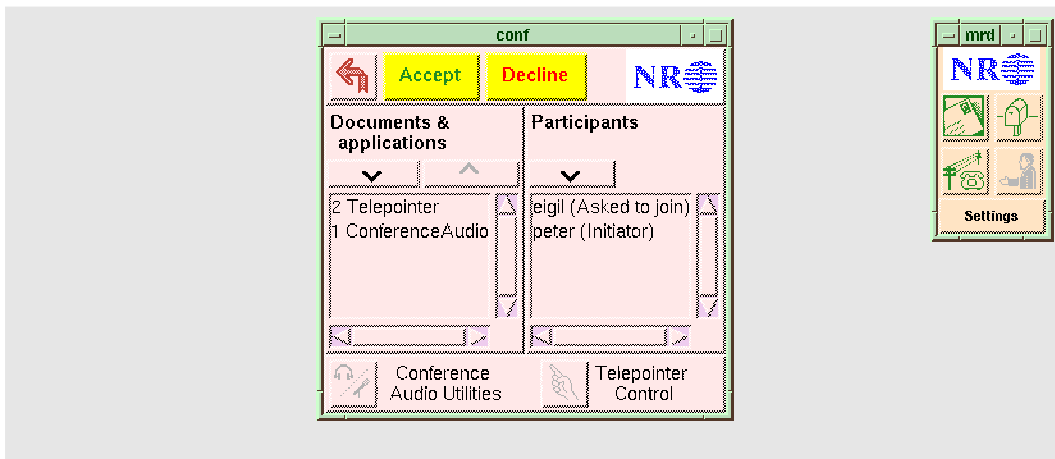 conf
mrd
Accept
Decline
NR
NR
Documents &
applications
Participants
2 Telepointer
1 ConferenceAudio
eigil (Asked to join)
peter (Initiator)
Settings
Conference
Audio Utilities
Telepointer
Control